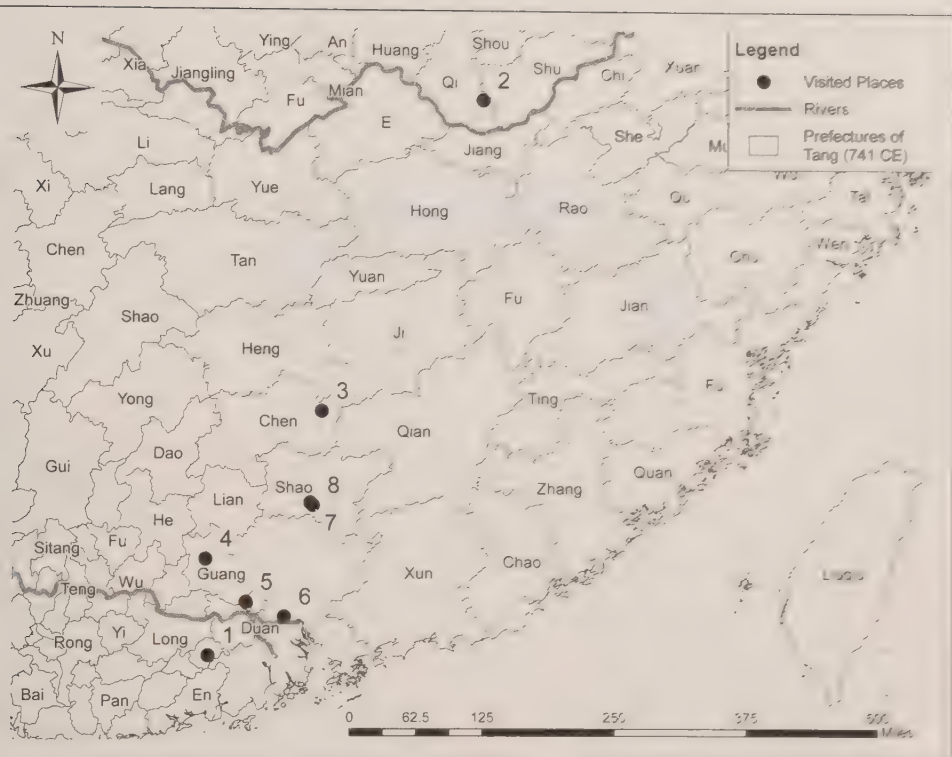 N
Ying
An
Huang
Shou
Legend
Xia
Jiangling
Qi
2
Shu
Chi
Visited Places
Fu
Mian
E
Rivers
Jiang
She
Prefectures of
Tang (741 CE)
Li
Xi
Lang
Yue
Hong
Rao
Wen
Chen
Tan
Yuan
Zhuang
Shao
Fu
Jian
Xu
Heng
Ji
Yong
Chen
3
Qian
Ting
Gui
Dao
Quan
Lian
Shao
8
7
Zhang
He
4
Sitang
Fu
Guang
Xun
Chao
Teng
Wu
5
6
Duan
Rong
Yi
Long
1
Bai
Pan
En
0 62.5 125 250 375 500
Miles